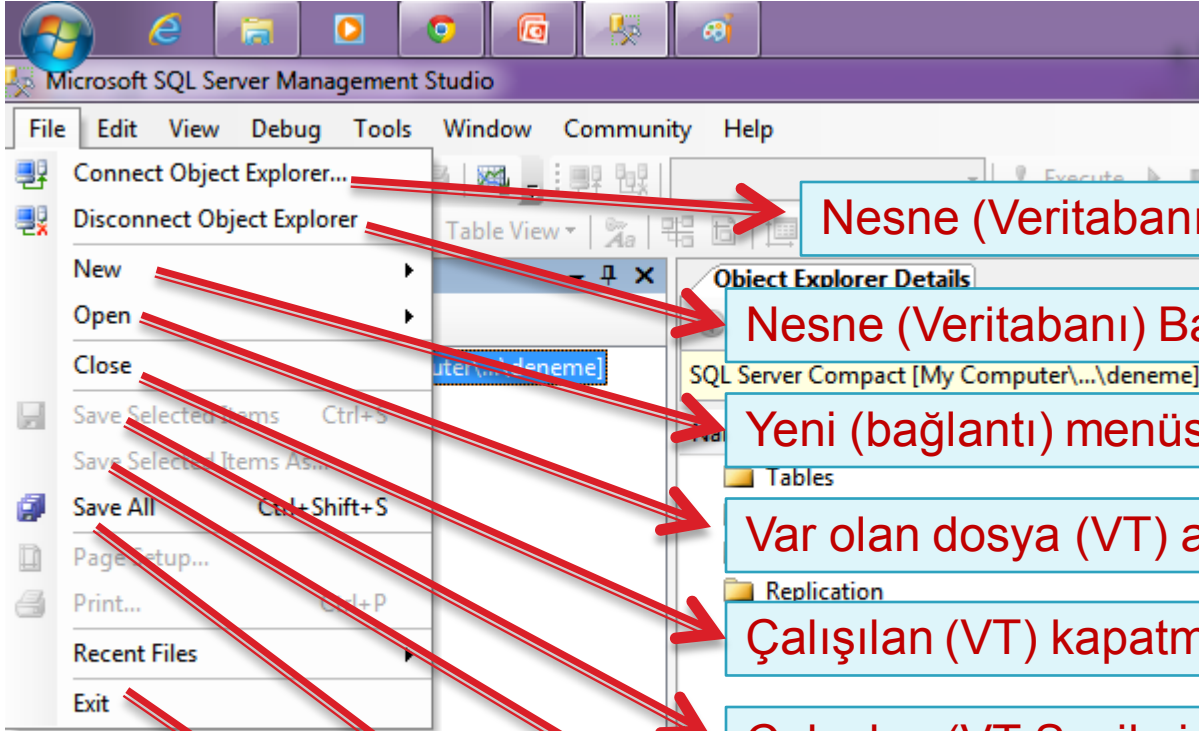 Microsoft SQL Server Management Studio
File Edit View Debug Tools Window Community Help
Connect Object Explorer...
Execute
Disconnect Object Explorer
Table View
Nesne (Veritabanı
New
Object Explorer Details
Open
Nesne (Veritabanı) Ba
Close
deneme]
SQL Server Compact [My Computer\...\deneme]
Save Selected Items Ctrl+S
Yeni (bağlantı) menüs
Save Selected Items As...
Tables
Save All Ctrl+Shift+S
Var olan dosya (VT) a
Page Setup...
Print... Ctrl+P
Replication
Çalışılan (VT) kapatm
Recent Files
Exit